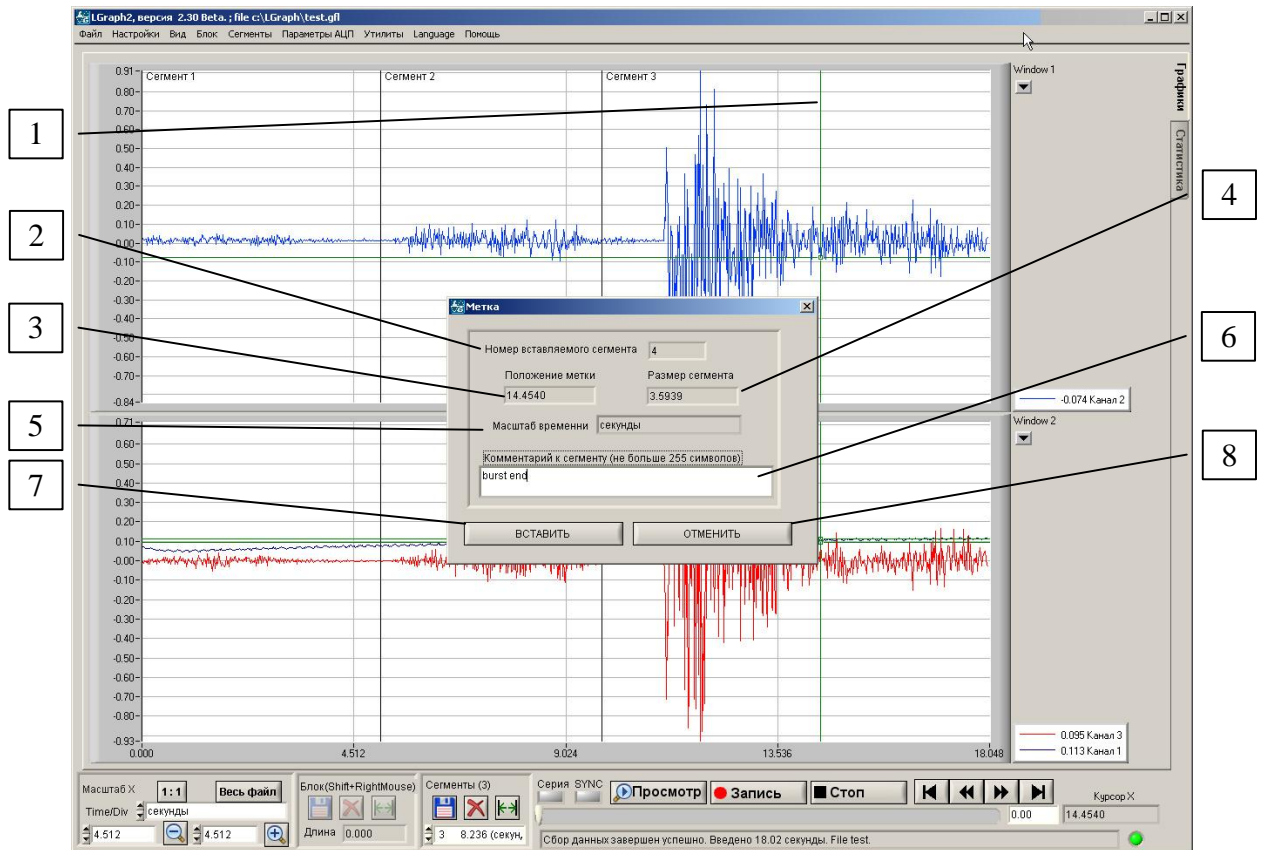 LGraph2, версия 2.30 Beta. ; file c:\LGraph\test.gfl
Файл Настройки Вид Блок Сегменты Параметры АЦП Утилиты Language Помощь
0.91
0.80
0.70
0.60
0.50
0.40
0.30
0.20
0.10
0.00
-0.10
-0.20
-0.30
-0.40
-0.50
-0.60
-0.70
-0.84
Сегмент 1 Сегмент 2 Сегмент 3
Window 1
Графики
Статистика
-0.074 Канал 2
1
2
3
4
5
6
7
8
Метка
Номер вставляемого сегмента 4
Положение метки Размер сегмента
14.4540 3.5939
Масштаб временни секунды
Комментарий к сегменту (не больше 255 символов)
burst end
ВСТАВИТЬ ОТМЕНИТЬ
0.71
0.60
0.50
0.40
0.30
0.20
0.10
-0.00
-0.10
-0.20
-0.30
-0.40
-0.50
-0.60
-0.70
-0.80
-0.93
0.000 4.512 9.024 13.536 18.048
Window 2
0.095 Канал 3
0.113 Канал 1
Масштаб X 1:1 Весь файл
Time/Div секунды
4.512 4.512
Блок(Shift+RightMouse)
Длина 0.000
Сегменты (3)
3 8.236 (секун,
Серия SYNC Просмотр Запись Стоп
0.00
Курсор X
14.4540
Сбор данных завершен успешно. Введено 18.02 секунды. File test.